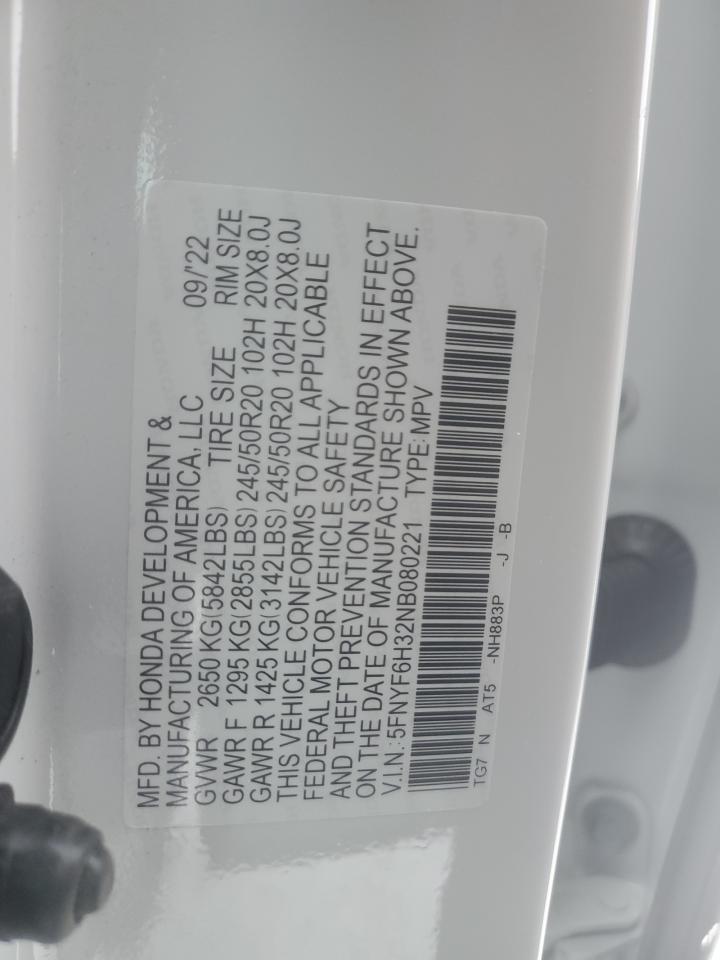 MFD. BY HONDA DEVELOPMENT &
MANUFACTURING OF AMERICA, LLC 09/'22
GVWR 2650 KG(5842LBS) TIRE SIZE RIM SIZE
GAWR F 1295 KG(2855LBS) 245/50R20 102H 20X8.0J
GAWR R 1425 KG(3142LBS) 245/50R20 102H 20X8.0J
THIS VEHICLE CONFORMS TO ALL APPLICABLE
FEDERAL MOTOR VEHICLE SAFETY
AND THEFT PREVENTION STANDARDS IN EFFECT
ON THE DATE OF MANUFACTURE SHOWN ABOVE.
V.I.N.: 5FNYF6H32NB080221 TYPE: MPV
TG7 N AT5 -NH883P -J -B